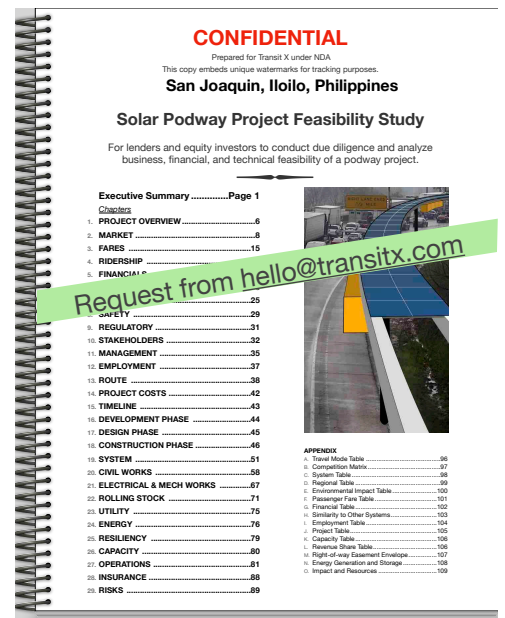 CONFIDENTIAL
Prepared for Transit X under NDA
This copy embeds unique watermarks for tracking purposes.
San Joaquin, Iloilo, Philippines
Solar Podway Project Feasibility Study
For lenders and equity investors to conduct due diligence and analyze
business, financial, and technical feasibility of a podway project.
Executive Summary ..............Page 1
Chapters
1. PROJECT OVERVIEW ...................................6
2. MARKET ...................................8
3. FARES ...................................15
4. RIDERSHIP
5. FINANCIALS
Request from hello@transitx.com
25
8. SAFETY ...................................29
9. REGULATORY ...................................31
10. STAKEHOLDERS ...................................32
11. MANAGEMENT ...................................35
12. EMPLOYMENT ...................................37
13. ROUTE ...................................38
14. PROJECT COSTS ...................................42
15. TIMELINE ...................................43
16. DEVELOPMENT PHASE ...................................44
17. DESIGN PHASE ...................................45
18. CONSTRUCTION PHASE ...................................46
19. SYSTEM ...................................51
20. CIVIL WORKS ...................................58
21. ELECTRICAL & MECH WORKS ............67
22. ROLLING STOCK ...................................71
23. UTILITY ...................................75
24. ENERGY ...................................76
25. RESILIENCY ...................................79
26. CAPACITY ...................................80
27. OPERATIONS ...................................81
28. INSURANCE ...................................88
29. RISKS ...................................89
APPENDIX
A. Travel Mode Table ...................................96
B. Competition Matrix ...................................97
C. System Table ...................................98
D. Regional Table ...................................99
E. Environmental Impact Table ......................100
F. Passenger Fare Table ......................101
G. Financial Table ......................102
H. Similarity to Other Systems ......................103
I. Employment Table ......................104
J. Project Table ......................105
K. Capacity Table ......................106
L. Revenue Share Table ......................106
M. Right-of-way Easement Envelope ..............107
N. Energy Generation and Storage ..............108
O. Impact and Resources ......................109